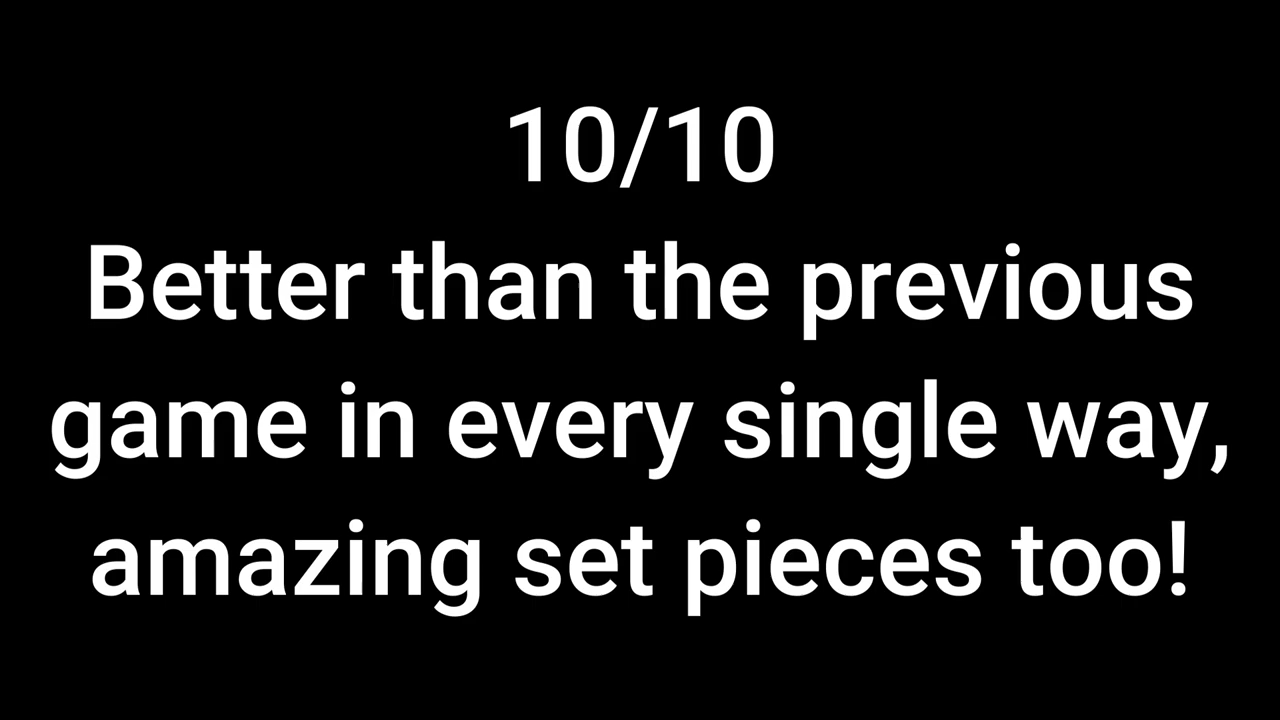 10/10
Better than the previous
game in every single way,
amazing set pieces too!